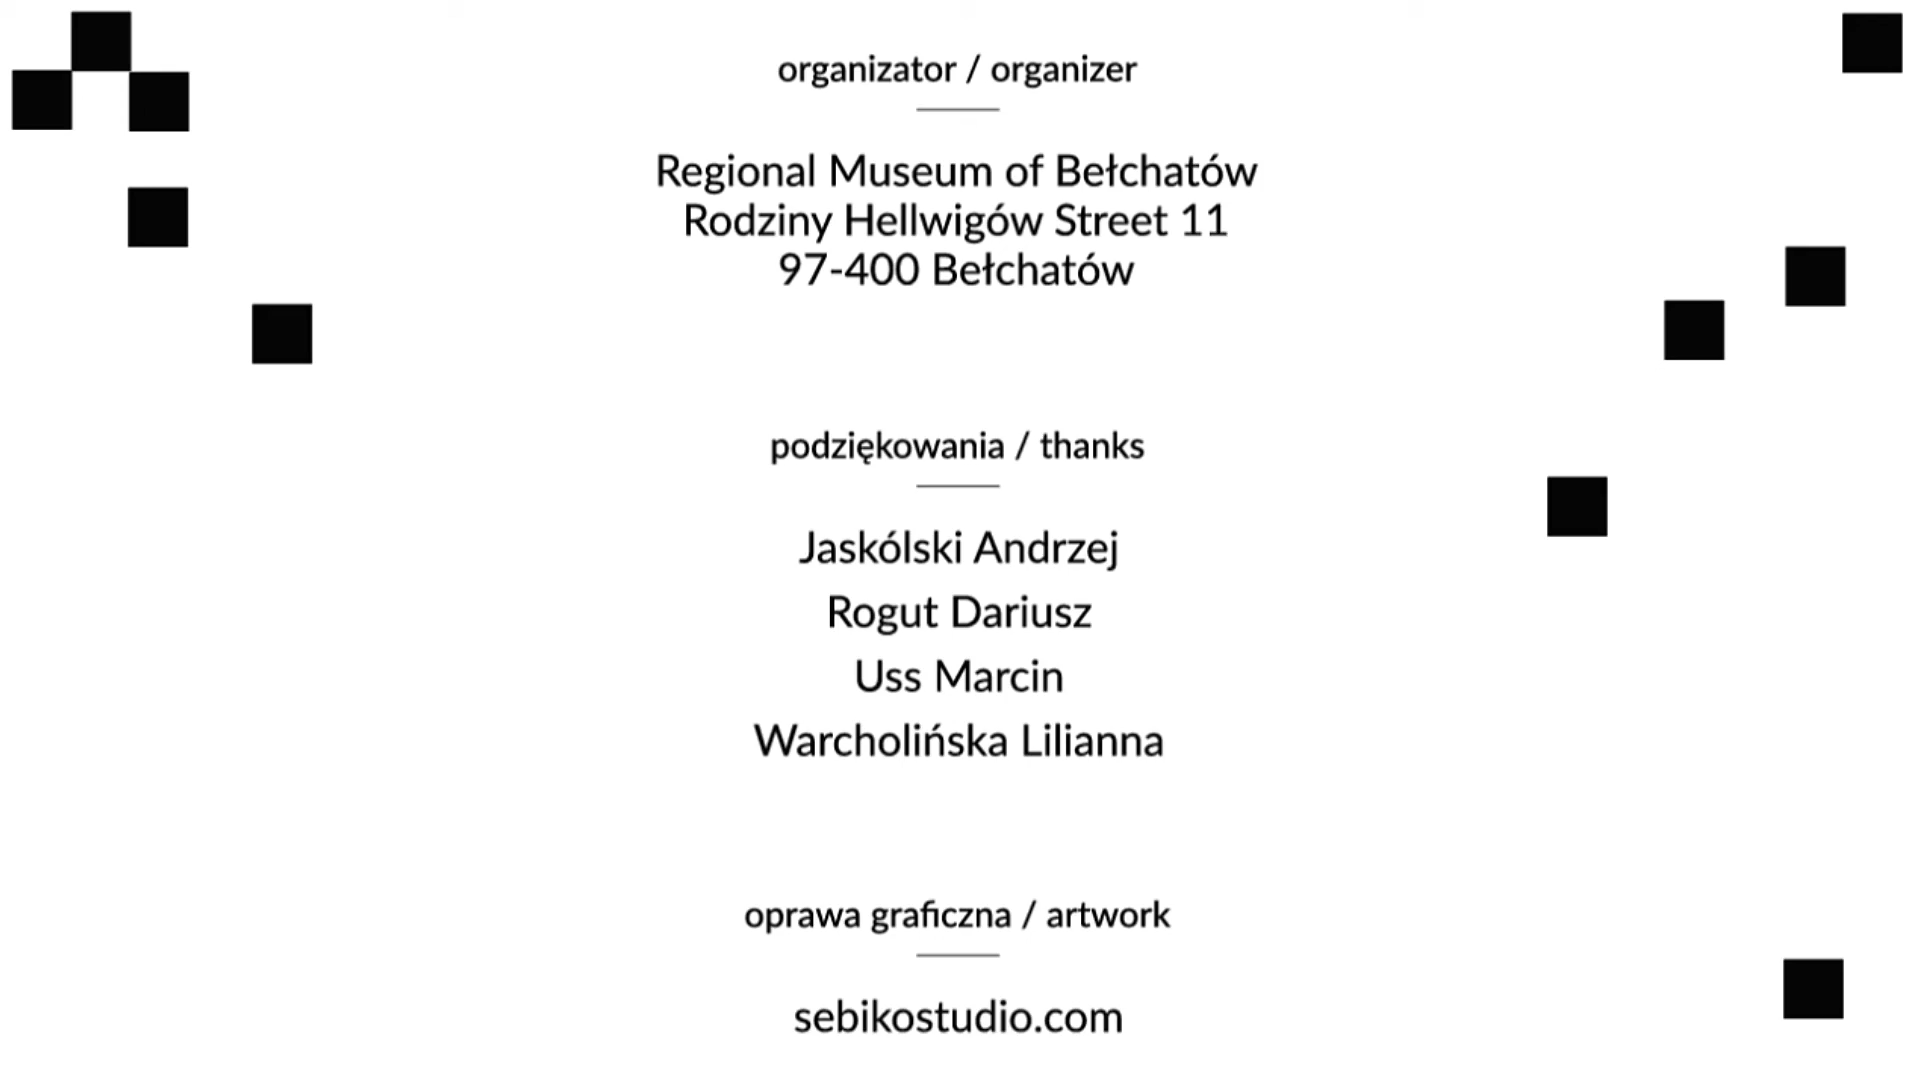 organizator / organizer
Regional Museum of Bełchatów
Rodziny Hellwigów Street 11
97-400 Bełchatów
podziękowania / thanks
Jaskólski Andrzej
Rogut Dariusz
Uss Marcin
Warcholińska Lilianna
oprawa graficzna / artwork
sebikostudio.com